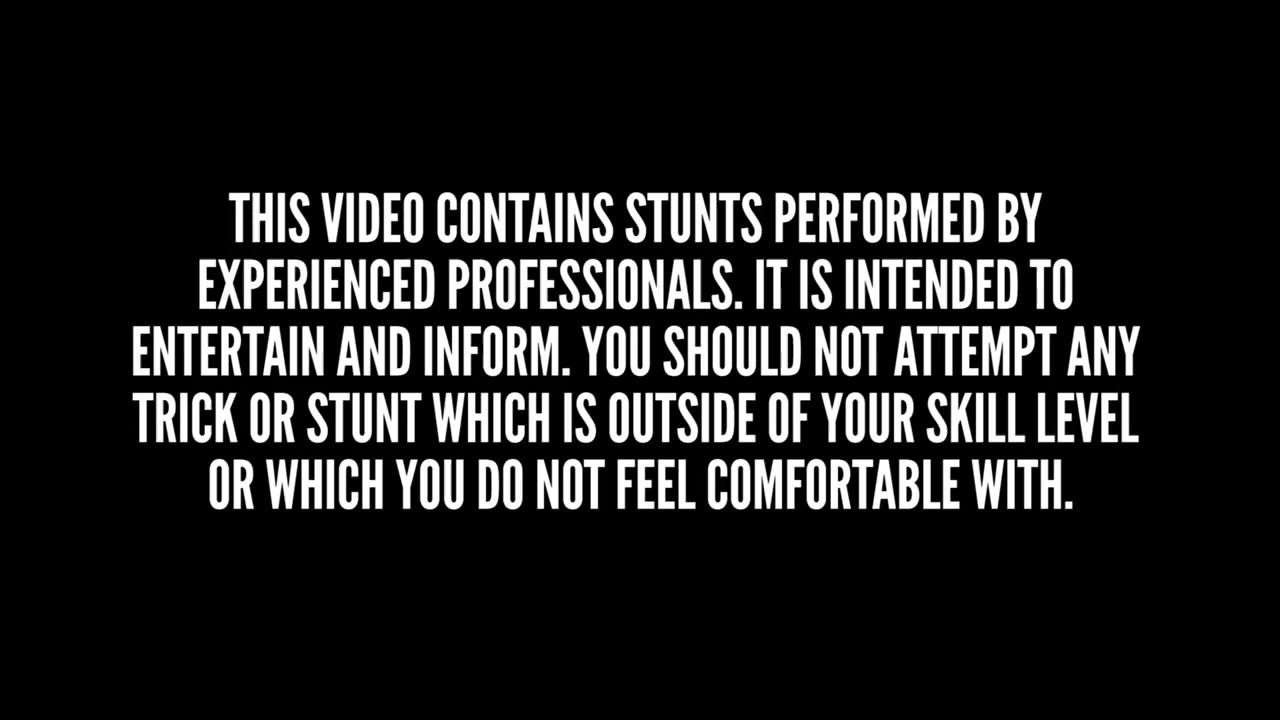 THIS VIDEO CONTAINS STUNTS PERFORMED BY
EXPERIENCED PROFESSIONALS. IT IS INTENDED TO
ENTERTAIN AND INFORM. YOU SHOULD NOT ATTEMPT ANY
TRICK OR STUNT WHICH IS OUTSIDE OF YOUR SKILL LEVEL
OR WHICH YOU DO NOT FEEL COMFORTABLE WITH.